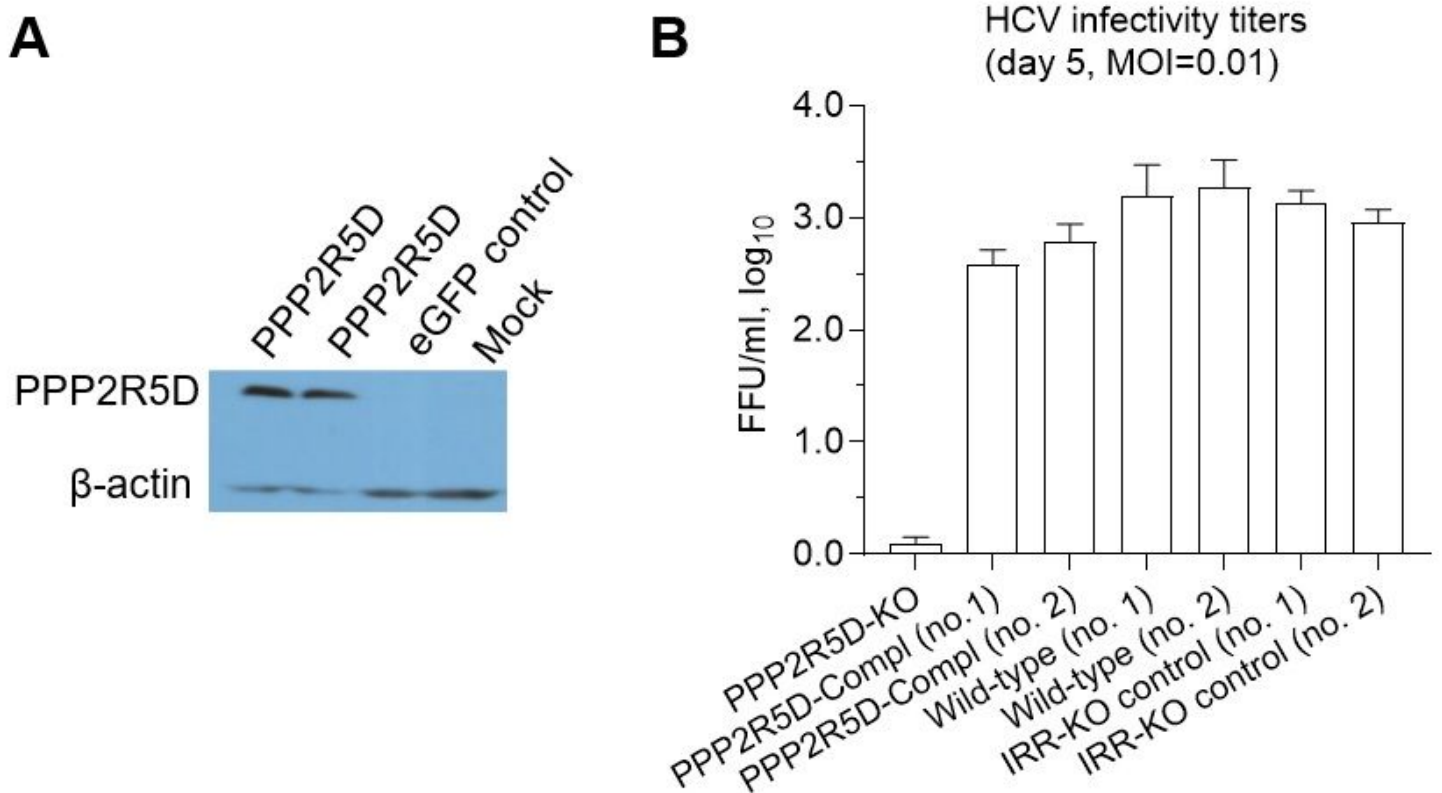 A
PPP2R5D
PPP2R5D
eGFP control
Mock
PPP2R5D
β-actin
B
HCV infectivity titers
(day 5, MOI=0.01)
FFU/ml, log10
4.0
3.0
2.0
1.0
0.0
PPP2R5D-KO
PPP2R5D-Compl (no.1)
PPP2R5D-Compl (no. 2)
Wild-type (no. 1)
Wild-type (no. 2)
IRR-KO control (no. 1)
IRR-KO control (no. 2)